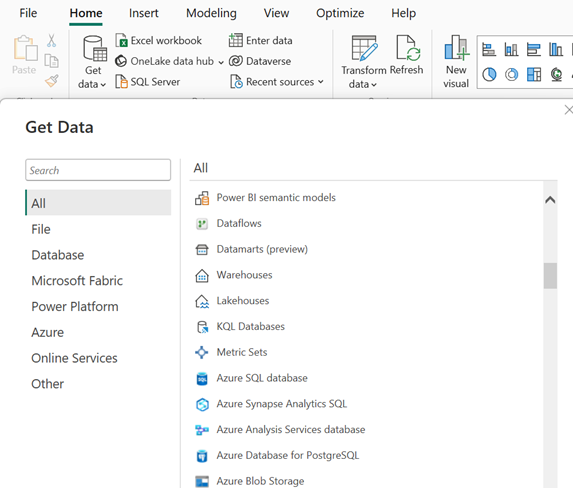 File Home Insert Modeling View Optimize Help
Paste
Get data
Excel workbook
OneLake data hub
SQL Server
Enter data
Dataverse
Recent sources
Transform data
Refresh
New visual
Get Data
Search
All
File
Database
Microsoft Fabric
Power Platform
Azure
Online Services
Other
All
Power BI semantic models
Dataflows
Datamarts (preview)
Warehouses
Lakehouses
KQL Databases
Metric Sets
Azure SQL database
Azure Synapse Analytics SQL
Azure Analysis Services database
Azure Database for PostgreSQL
Azure Blob Storage